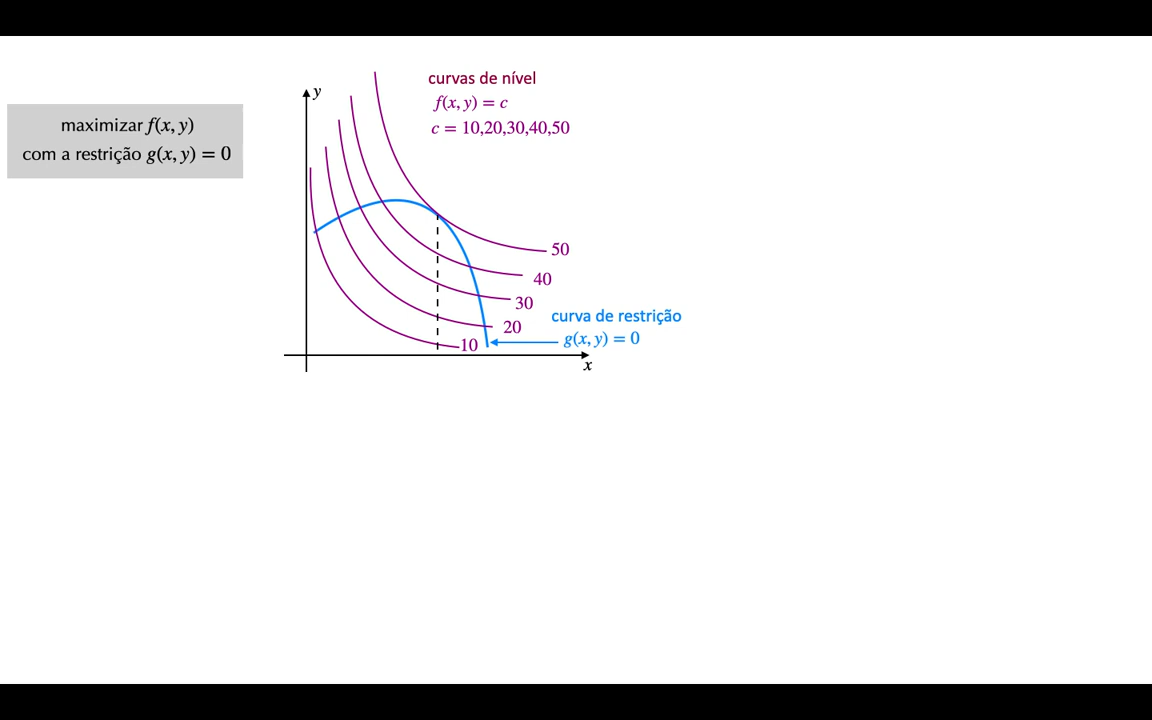 maximizar f(x, y)
com a restrição g(x, y) = 0
curvas de nível
f(x, y) = c
c = 10,20,30,40,50
y
50
40
30
20
10
curva de restrição
g(x, y) = 0
x